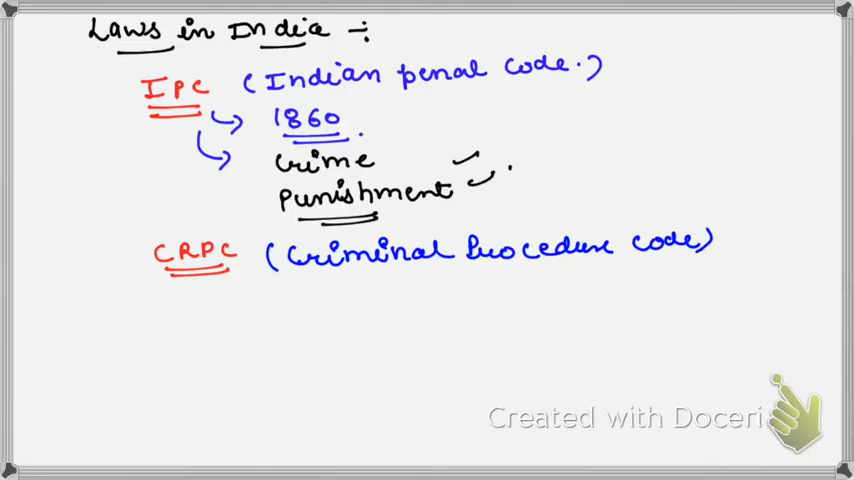 Laws in India :-
IPC (Indian penal code.)
1860.
Crime
Punishment
CRPC (Criminal Procedure code)
Created with Doceri